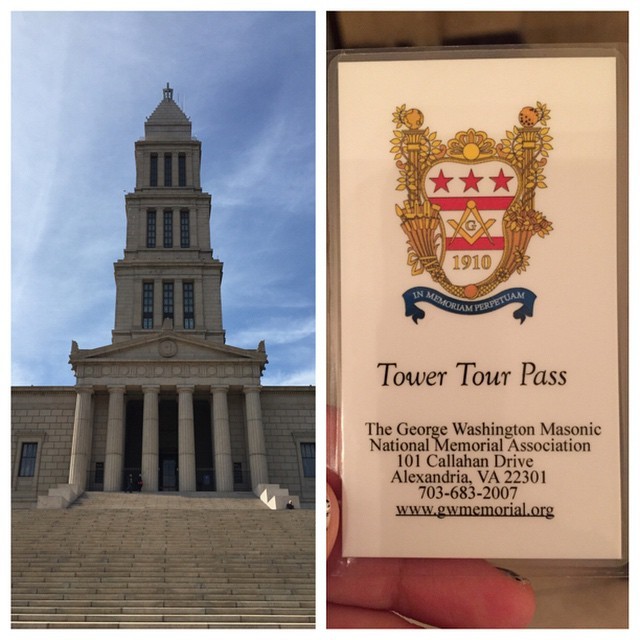 G
1910
IN MEMORIAM PERPETUAM
Tower Tour Pass
The George Washington Masonic
National Memorial Association
101 Callahan Drive
Alexandria, VA 22301
703-683-2007
www.gwmemorial.org